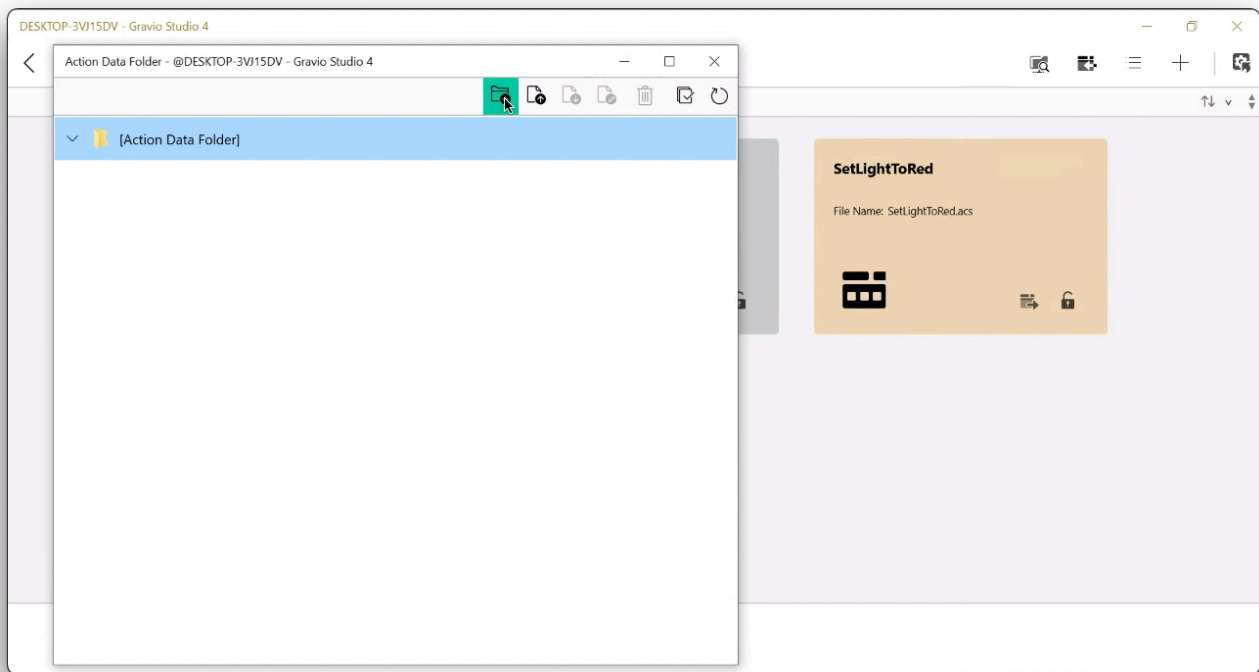 DESKTOP-3VJ15DV - Gravio Studio 4
Action Data Folder - @DESKTOP-3VJ15DV - Gravio Studio 4
[Action Data Folder]
SetLightToRed
File Name: SetLightToRed.acs